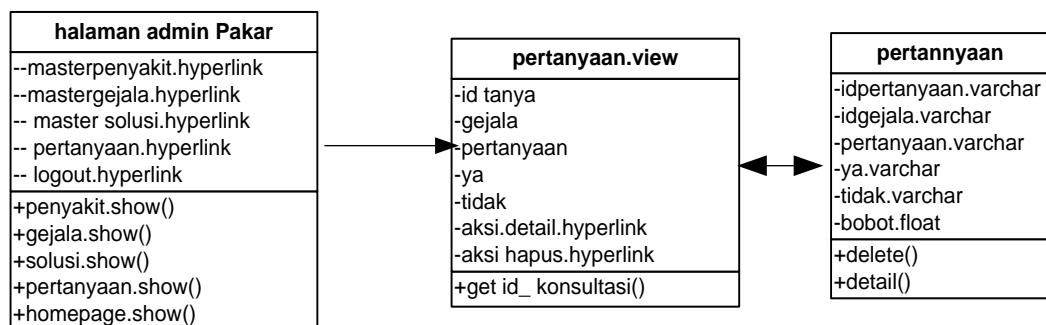 halaman admin Pakar
--masterpenyakit.hyperlink
--mastergejala.hyperlink
-- master solusi.hyperlink
-- pertanyaan.hyperlink
-- logout.hyperlink
+penyakit.show()
+gejala.show()
+solusi.show()
+pertanyaan.show()
+homepage.show()
pertanyaan.view
-id tanya
-gejala
-pertanyaan
-ya
-tidak
-aksi.detail.hyperlink
-aksi hapus.hyperlink
+get id_ konsultasi()
pertannyaan
-idpertanyaan.varchar
-idgejala.varchar
-pertanyaan.varchar
-ya.varchar
-tidak.varchar
-bobot.float
+delete()
+detail()